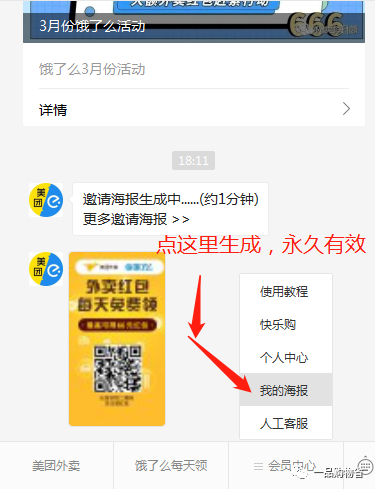 666
3月份饿了么活动
饿了么3月份活动
详情
18:11
美团
邀请海报生成中......(约1分钟)
更多邀请海报 >>
点这里生成，永久有效
美团
外卖红包
每天免费领
使用教程
快乐购
个人中心
我的海报
人工客服
美团外卖
饿了么每天领
会员中心
一品购物台